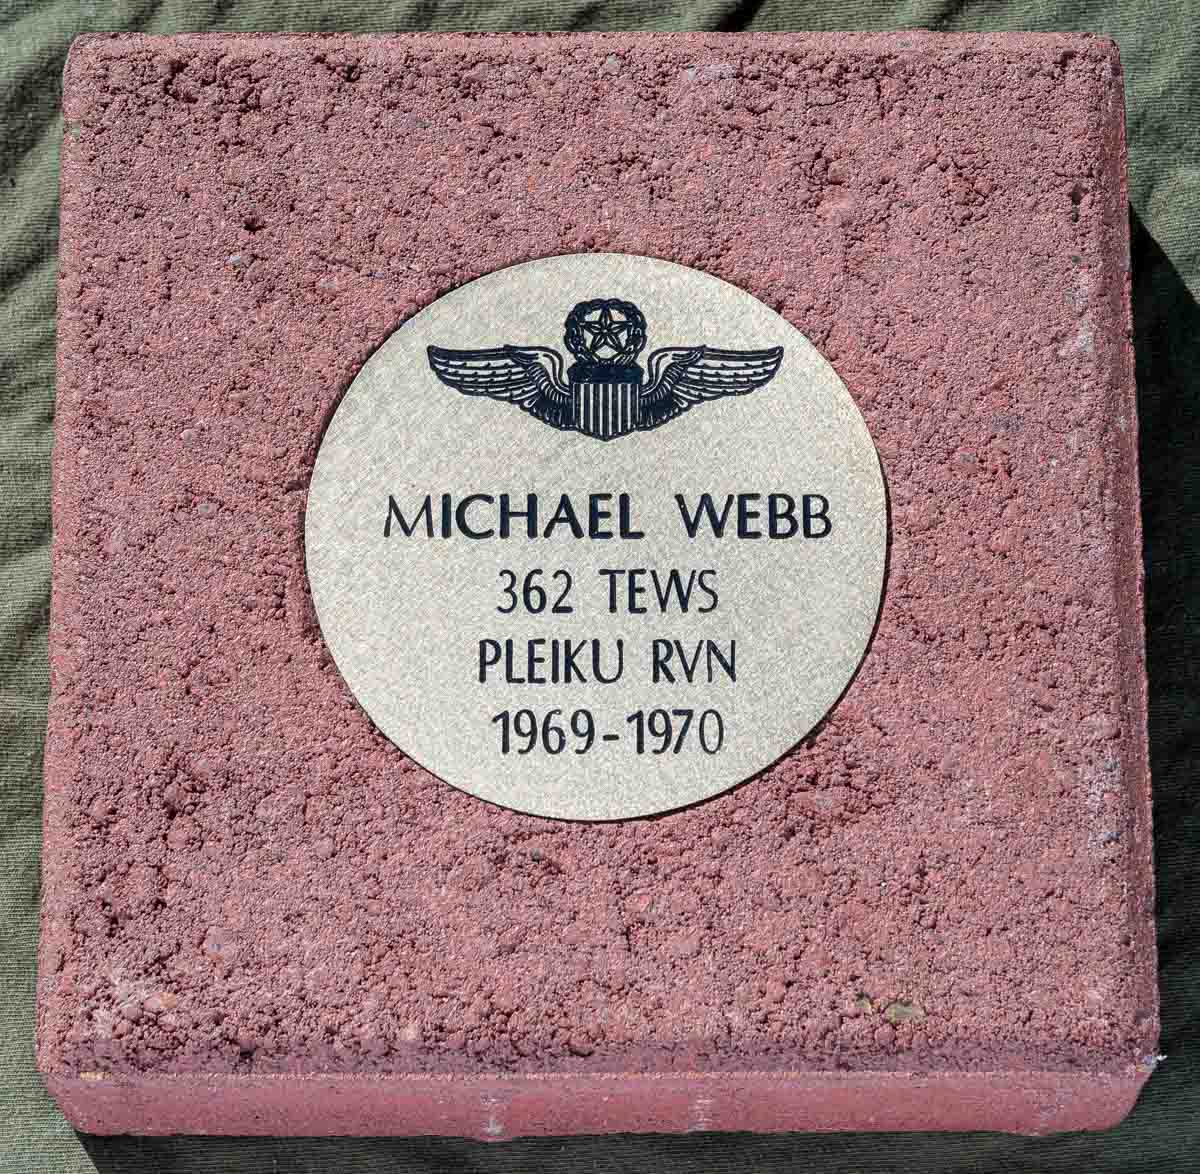 MICHAEL WEBB
362 TEWS
PLEIKU RVN
1969-1970